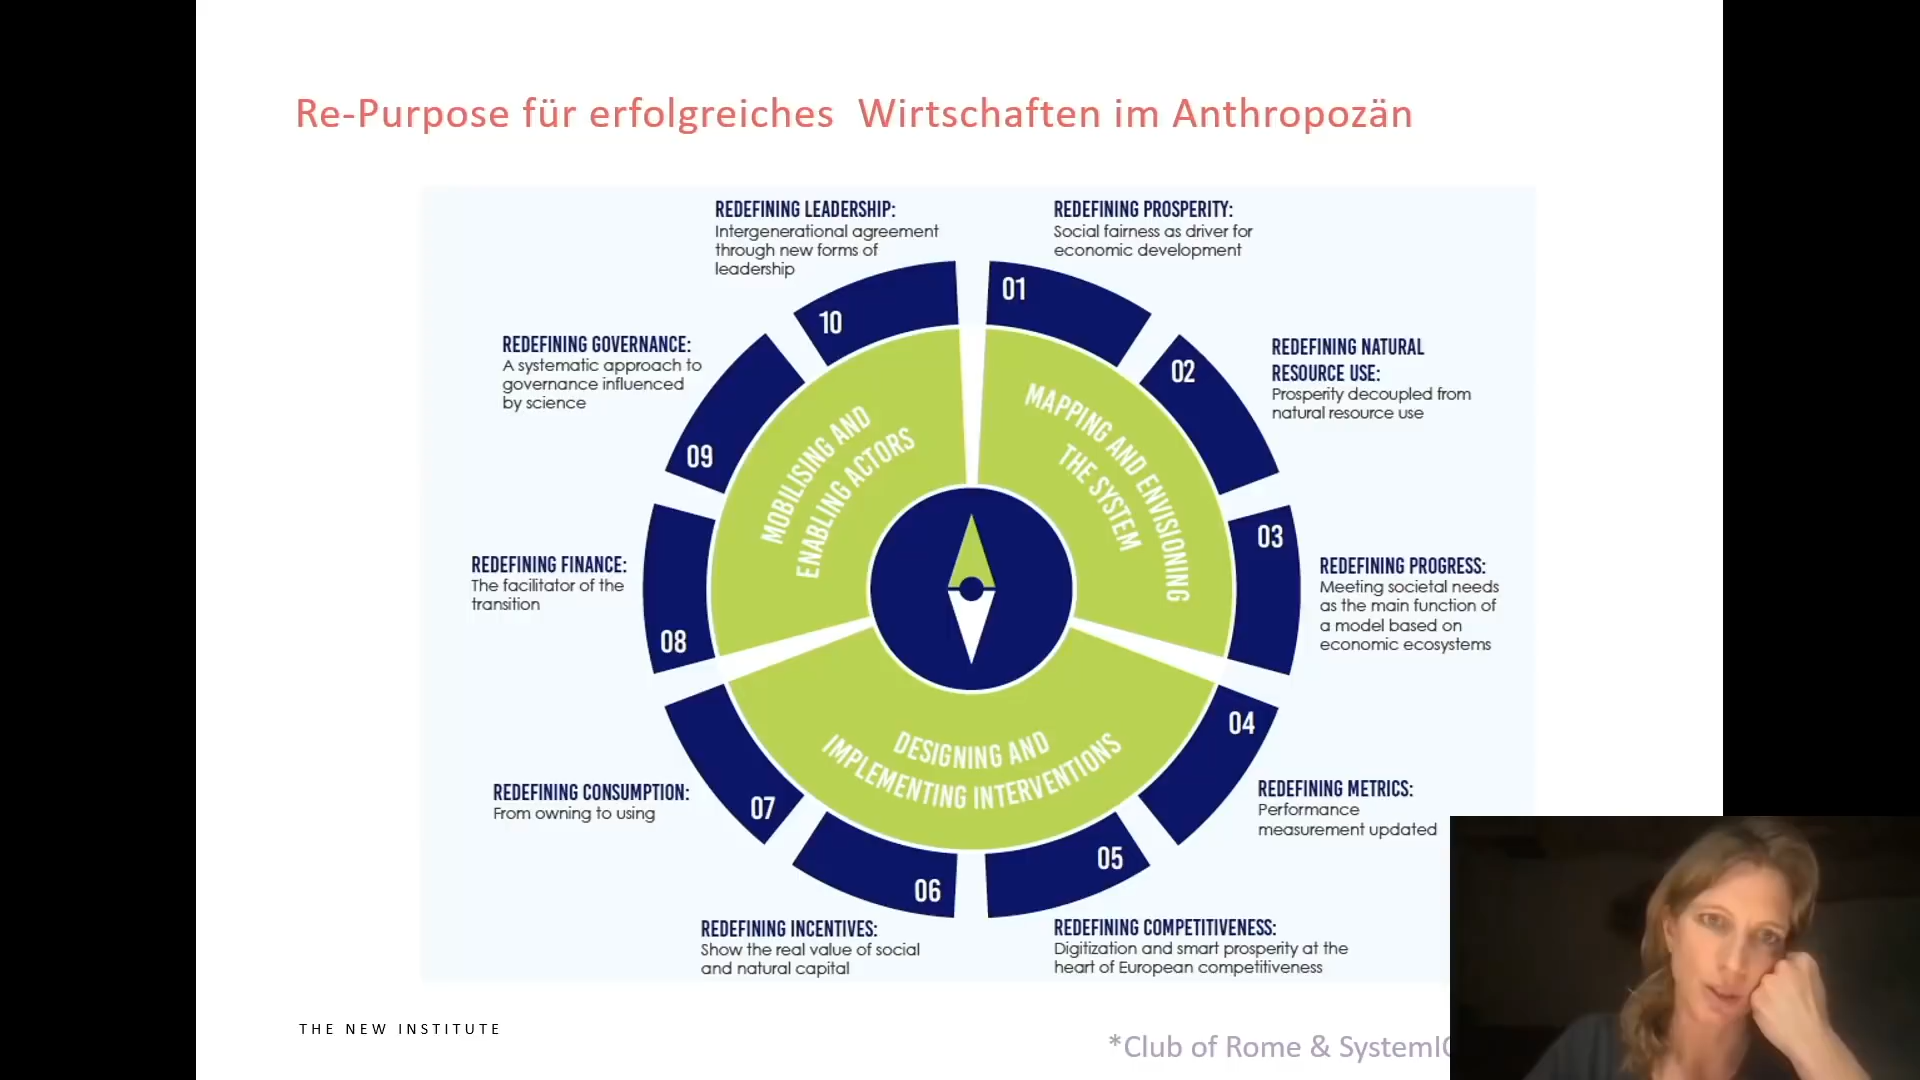 Re-Purpose für erfolgreiches Wirtschaften im Anthropozän
REDEFINING LEADERSHIP:
Intergenerational agreement
through new forms of
leadership
REDEFINING PROSPERITY:
Social fairness as driver for
economic development
REDEFINING GOVERNANCE:
A systematic approach to
governance influenced
by science
REDEFINING NATURAL
RESOURCE USE:
Prosperity decoupled from
natural resource use
REDEFINING FINANCE:
The facilitator of the
transition
REDEFINING PROGRESS:
Meeting societal needs
as the main function of
a model based on
economic ecosystems
REDEFINING CONSUMPTION:
From owning to using
REDEFINING METRICS:
Performance
measurement updated
REDEFINING INCENTIVES:
Show the real value of social
and natural capital
REDEFINING COMPETITIVENESS:
Digitization and smart prosperity at the
heart of European competitiveness
01
02
03
04
05
06
07
08
09
10
MAPPING AND ENVISIONING
THE SYSTEM
DESIGNING AND
IMPLEMENTING INTERVENTIONS
MOBILISING AND
ENABLING ACTORS
THE NEW INSTITUTE
*Club of Rome &